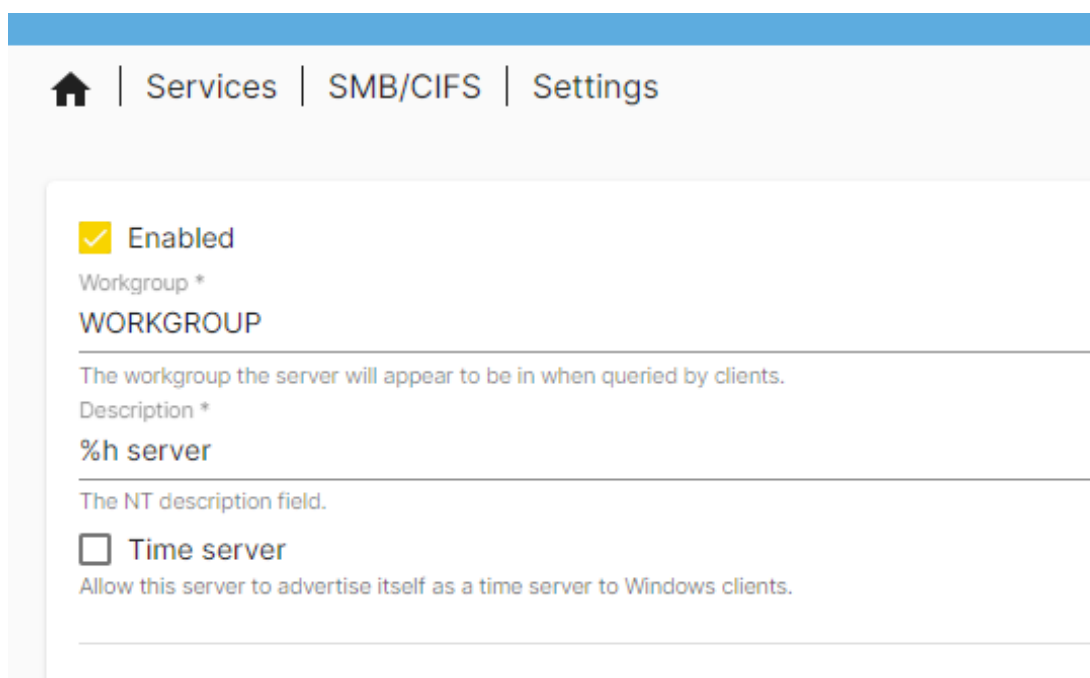 Services | SMB/CIFS | Settings
Enabled
Workgroup *
WORKGROUP
The workgroup the server will appear to be in when queried by clients.
Description *
%h server
The NT description field.
Time server
Allow this server to advertise itself as a time server to Windows clients.